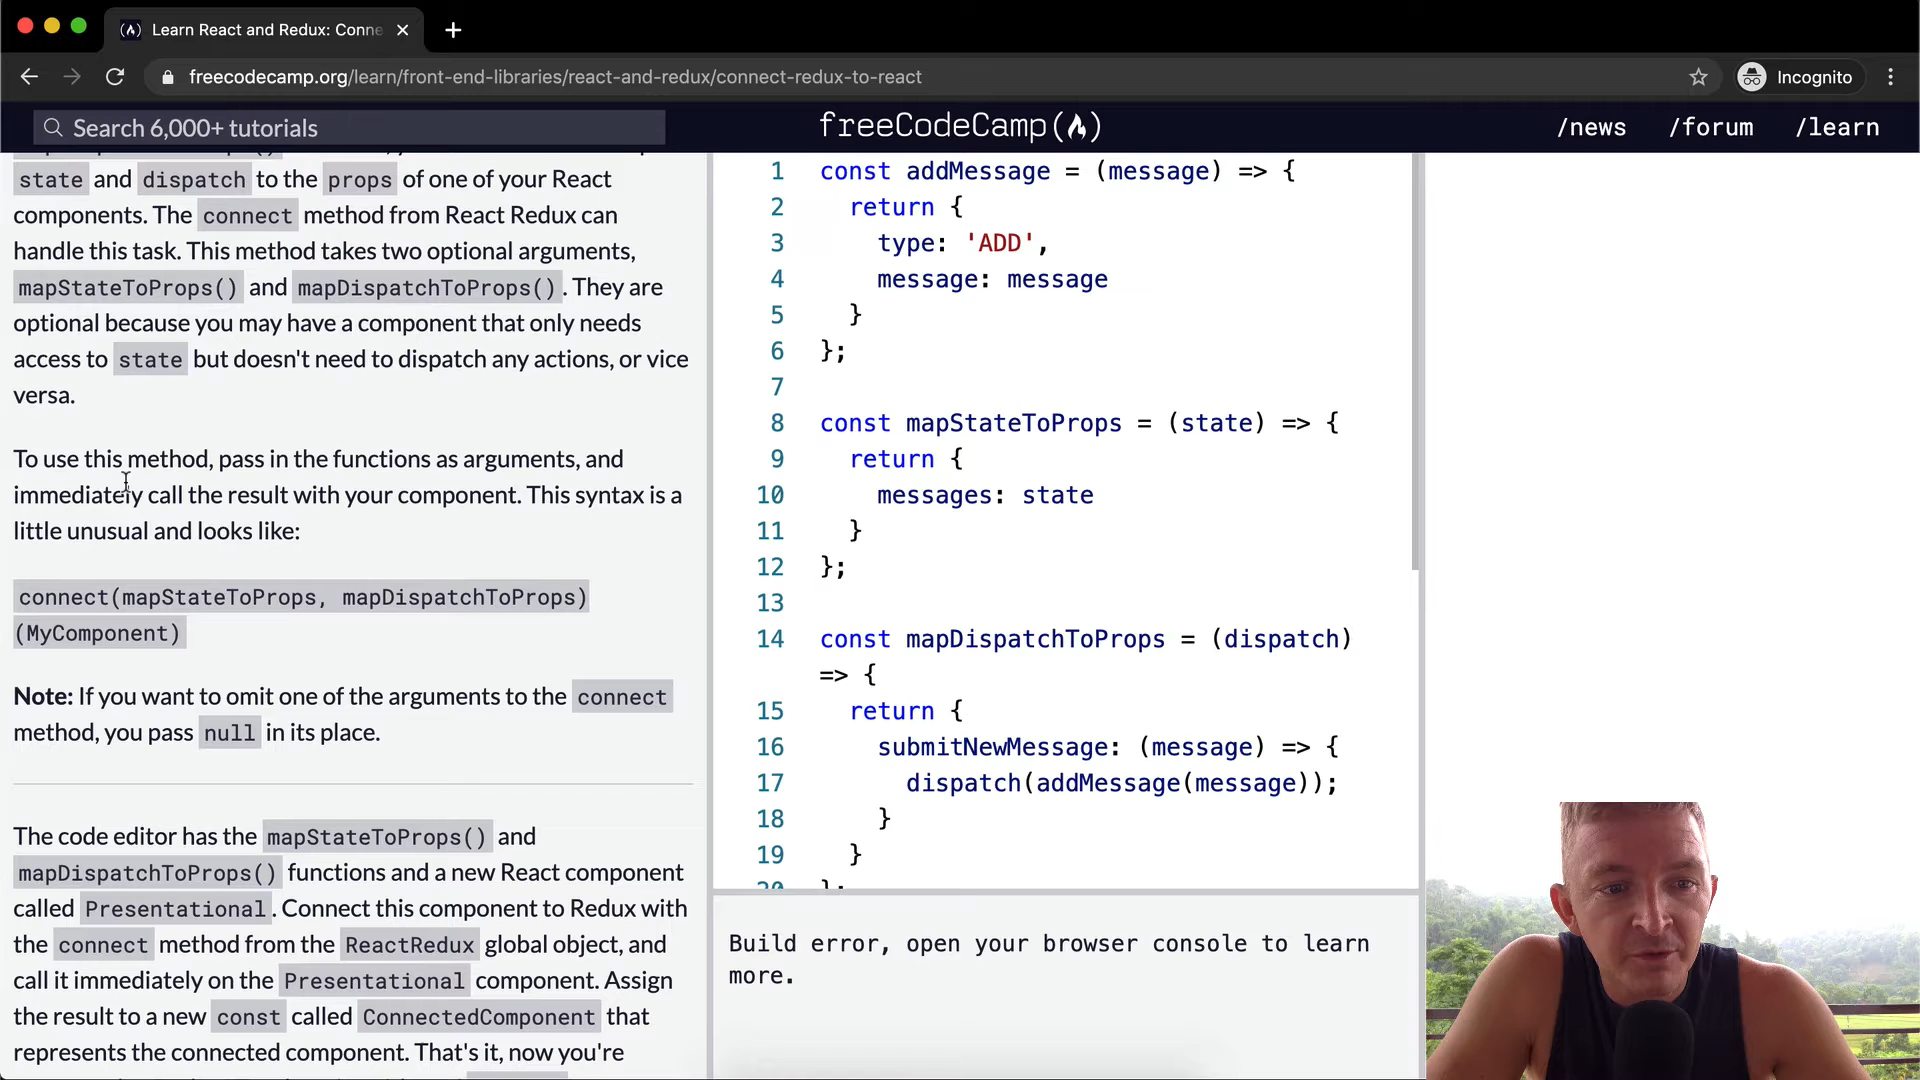 Learn React and Redux: Conne
freecodecamp.org/learn/front-end-libraries/react-and-redux/connect-redux-to-react
Incognito
Search 6,000+ tutorials
freeCodeCamp
/news /forum /learn
state and dispatch to the props of one of your React
components. The connect method from React Redux can
handle this task. This method takes two optional arguments,
mapStateToProps() and mapDispatchToProps(). They are
optional because you may have a component that only needs
access to state but doesn't need to dispatch any actions, or vice
versa.
To use this method, pass in the functions as arguments, and
immediately call the result with your component. This syntax is a
little unusual and looks like:
connect(mapStateToProps, mapDispatchToProps)
(MyComponent)
Note: If you want to omit one of the arguments to the connect
method, you pass null in its place.
The code editor has the mapStateToProps() and
mapDispatchToProps() functions and a new React component
called Presentational. Connect this component to Redux with
the connect method from the ReactRedux global object, and
call it immediately on the Presentational component. Assign
the result to a new const called ConnectedComponent that
represents the connected component. That's it, now you're
1 const addMessage = (message) => {
2 return {
3 type: 'ADD',
4 message: message
5 }
6 };
7
8 const mapStateToProps = (state) => {
9 return {
10 messages: state
11 }
12 };
13
14 const mapDispatchToProps = (dispatch)
=> {
15 return {
16 submitNewMessage: (message) => {
17 dispatch(addMessage(message));
18 }
19 }
20 };
Build error, open your browser console to learn
more.